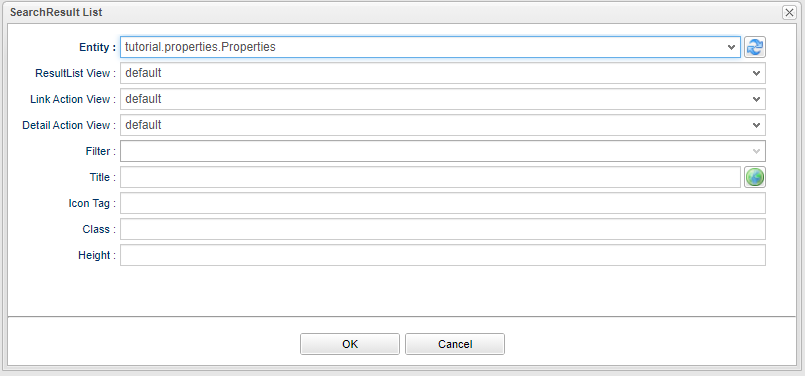 SearchResult List
Entity : tutorial.properties.Properties
ResultList View : default
Link Action View : default
Detail Action View : default
Filter :
Title :
Icon Tag :
Class :
Height :
OK Cancel